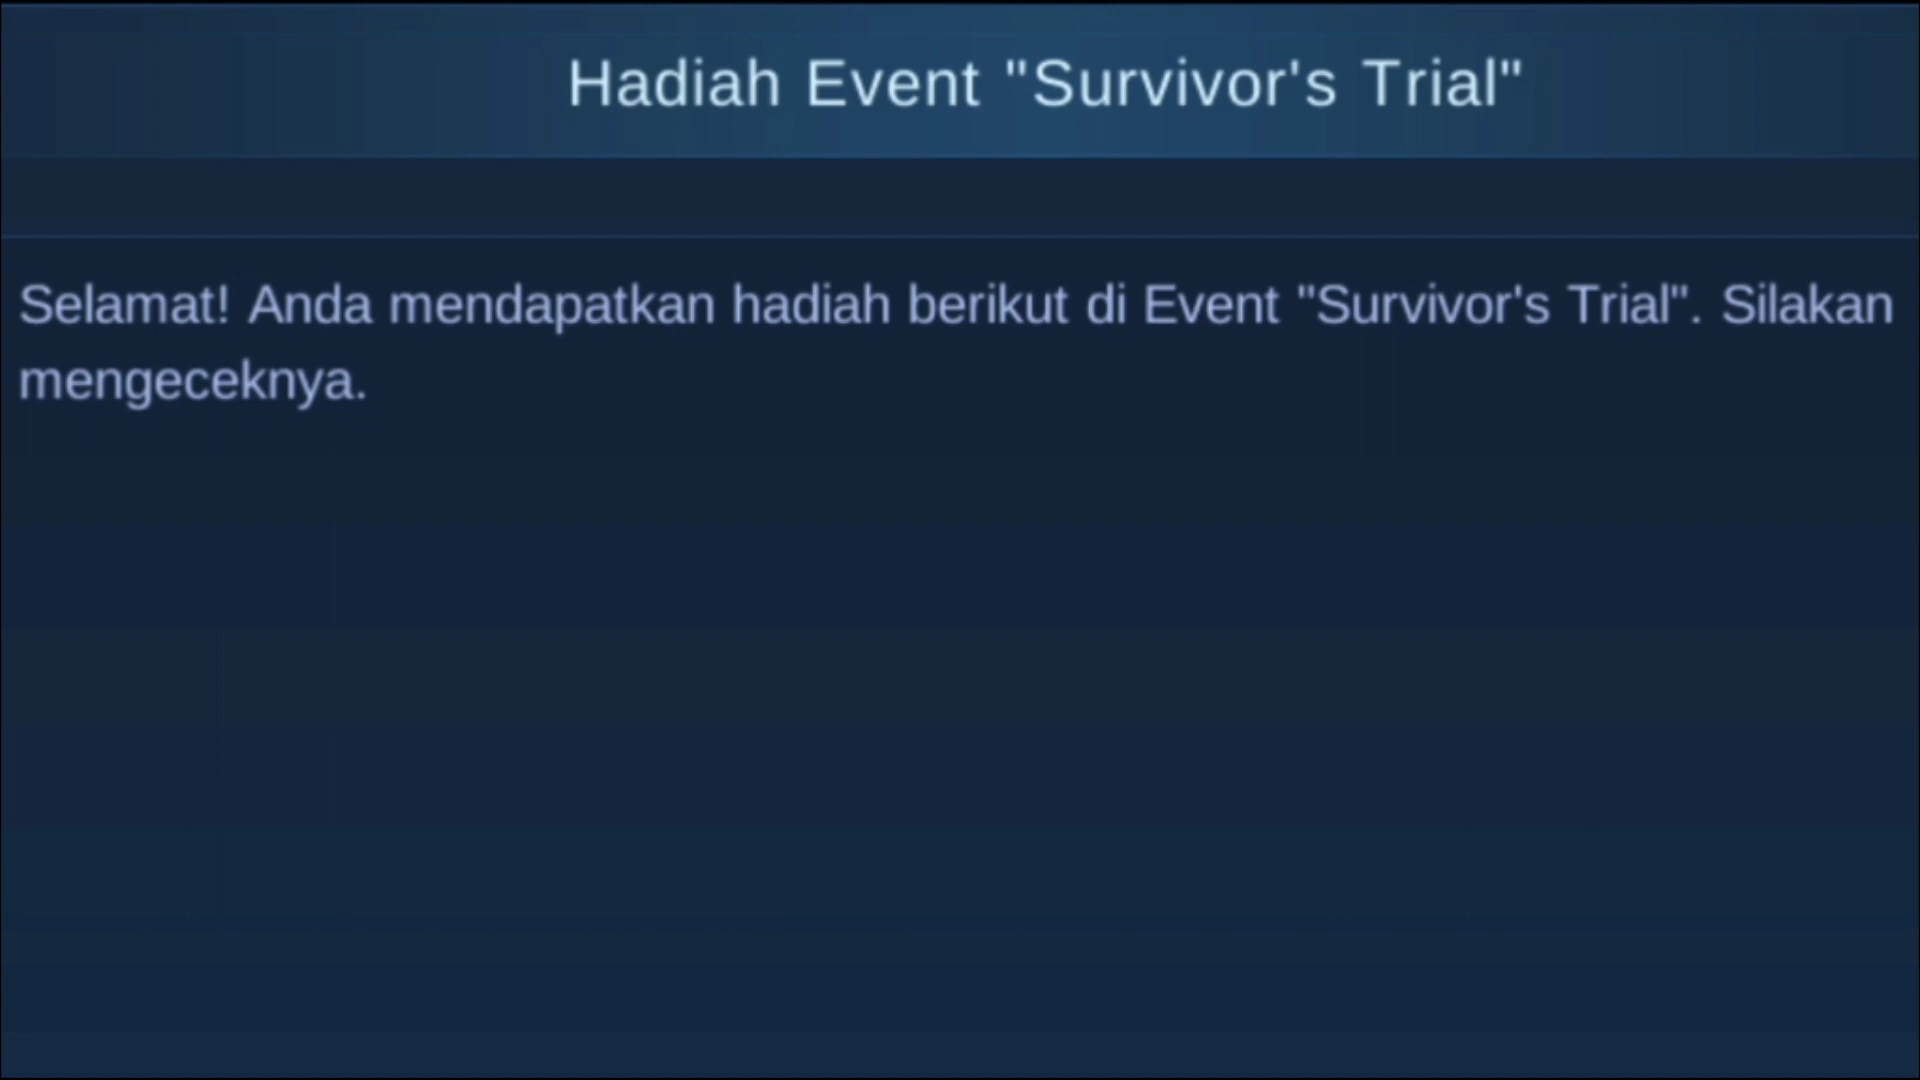 Hadiah Event "Survivor's Trial"
Selamat! Anda mendapatkan hadiah berikut di Event "Survivor's Trial". Silakan
mengeceknya.